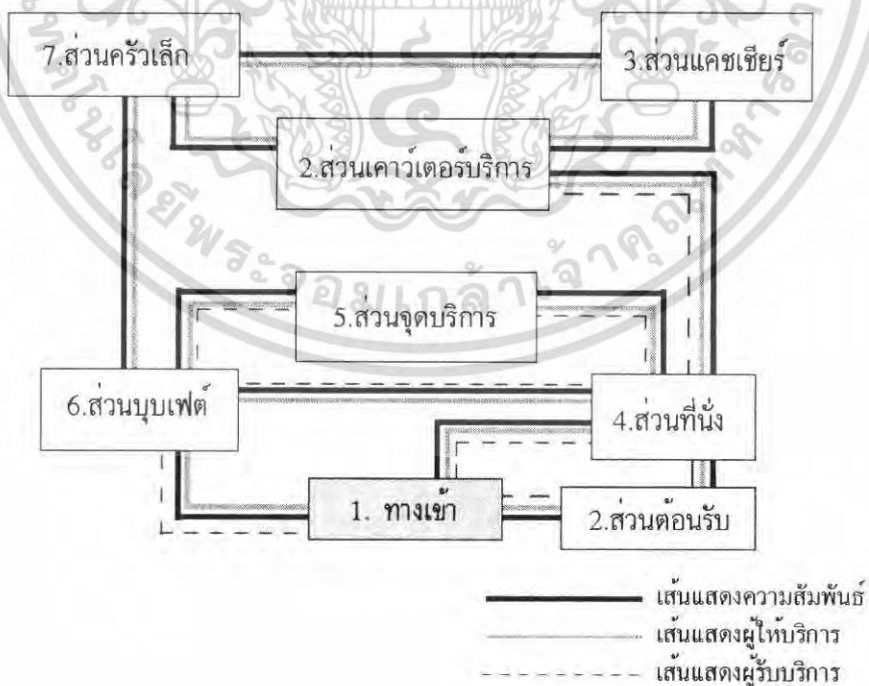 7.ส่วนครัวเล็ก
3.ส่วนแคชเชียร์
2.ส่วนเคาว์เตอร์บริการ
5.ส่วนจุดบริการ
6.ส่วนบุบเฟต์
4.ส่วนที่นั่ง
1. ทางเข้า
2.ส่วนต้อนรับ
เส้นแสดงความสัมพันธ์
เส้นแสดงผู้ให้บริการ
เส้นแสดงผู้รับบริการ